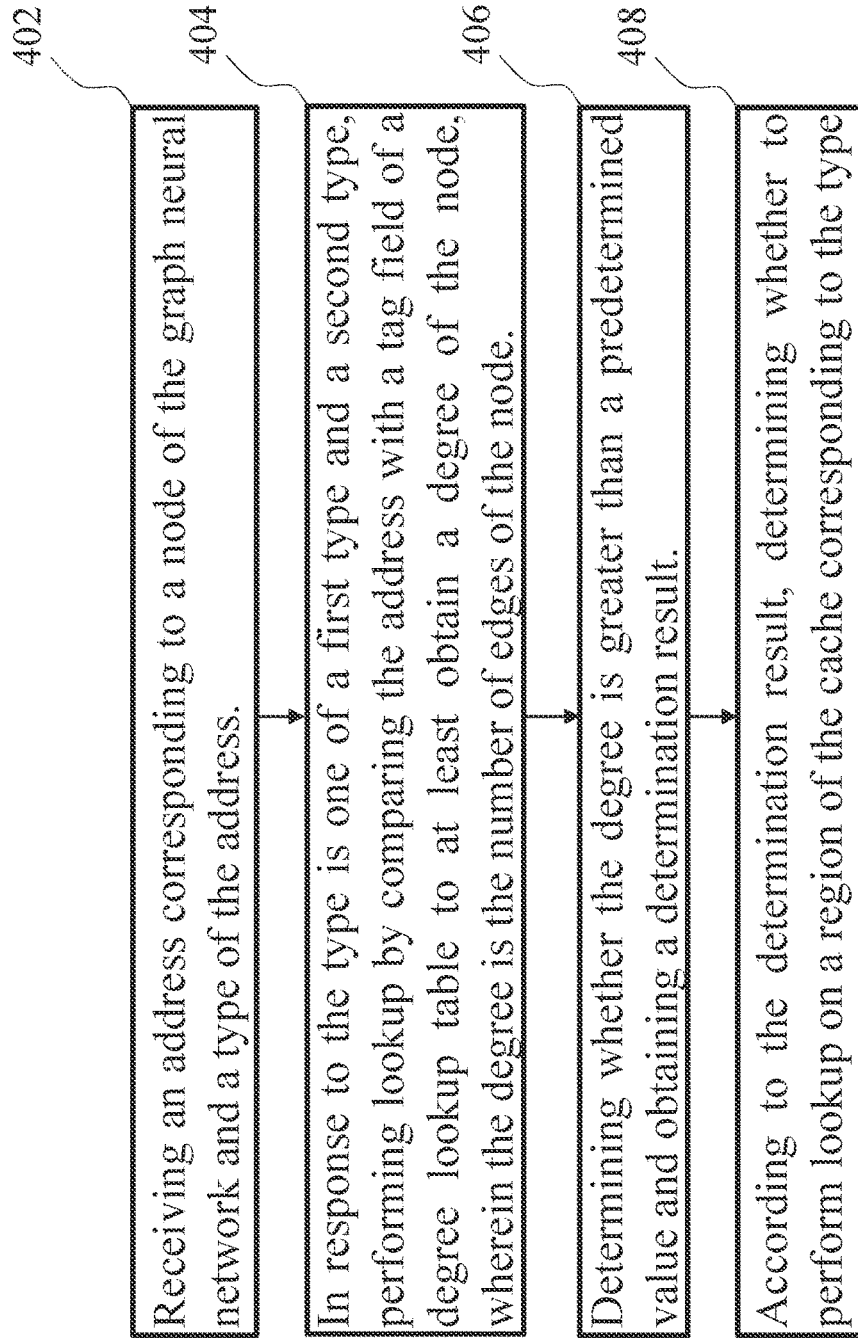 402
Receiving an address corresponding to a node of the graph neural
network and a type of the address.
404
In response to the type is one of a first type and a second type,
performing lookup by comparing the address with a tag field of a
degree lookup table to at least obtain a degree of the node,
wherein the degree is the number of edges of the node.
406
Determining whether the degree is greater than a predetermined
value and obtaining a determination result.
408
According to the determination result, determining whether to
perform lookup on a region of the cache corresponding to the type